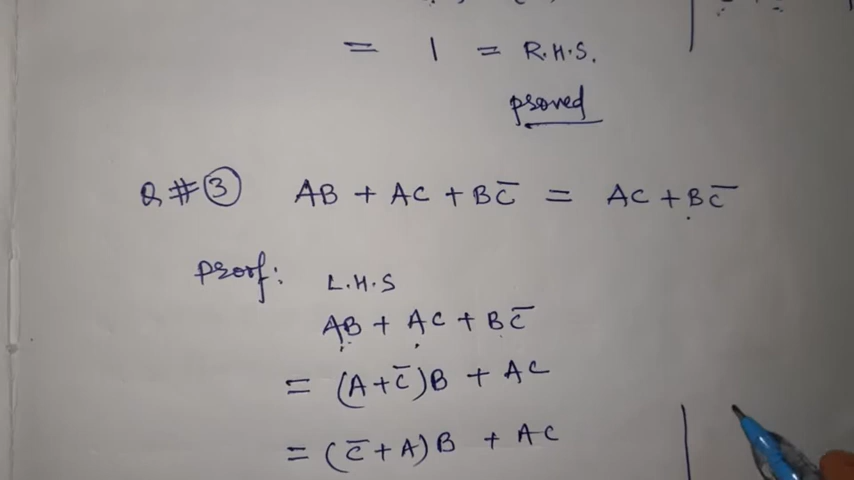 = 1 = R.H.S.
proved
Q # 3 AB + AC + BC̅ = AC + BC̅
Proof:
L.H.S
AB + AC + BC̅
= (A + C̅)B + AC
= (C̅ + A)B + AC